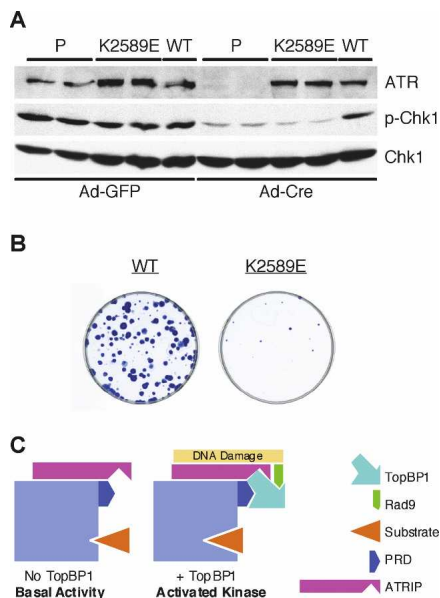 A
P K2589E WT P K2589E WT
ATR
p-Chk1
Chk1
Ad-GFP Ad-Cre
B
WT K2589E
C
DNA Damage
No TopBP1
Basal Activity
+ TopBP1
Activated Kinase
TopBP1
Rad9
Substrate
PRD
ATRIP